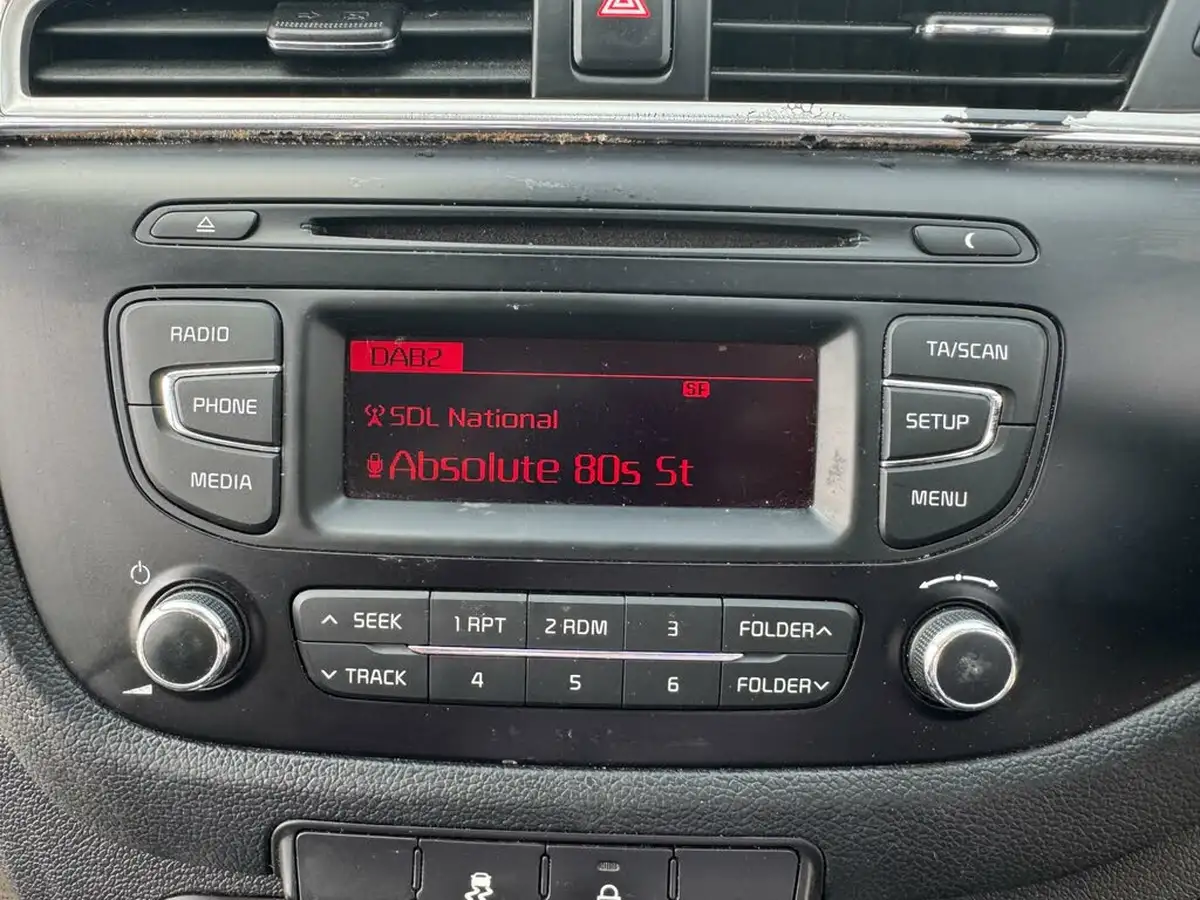 RADIO
PHONE
MEDIA
DAB2
SF
SDL National
Absolute 80s St
TA/SCAN
SETUP
MENU
SEEK
1 RPT
2 RDM
3
FOLDER
TRACK
4
5
6
FOLDER